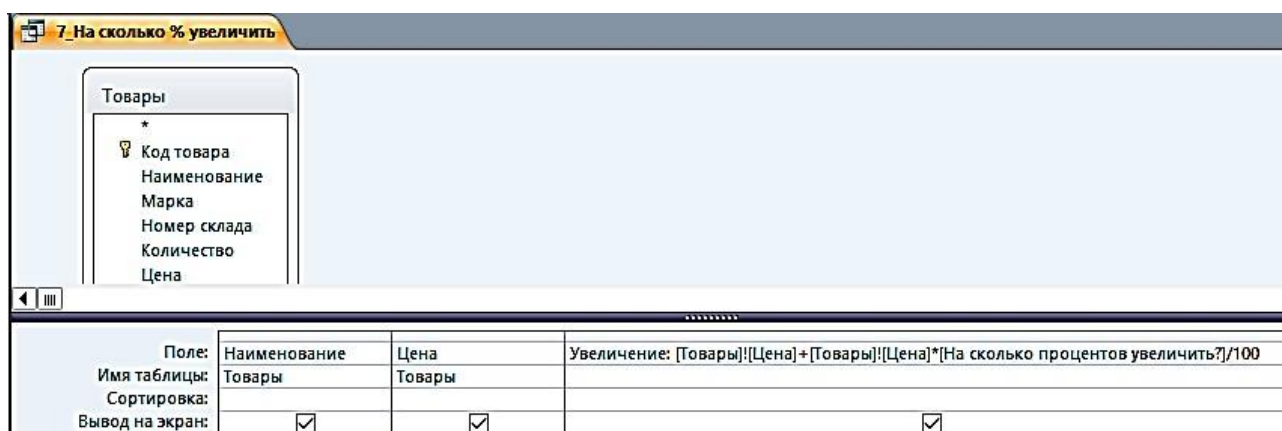 7_На сколько % увеличить
Товары
*
Код товара
Наименование
Марка
Номер склада
Количество
Цена
Поле: Наименование Цена Увеличение: [Товары]![Цена]+[Товары]![Цена]*[На сколько процентов увеличить?]/100
Имя таблицы: Товары Товары
Сортировка:
Вывод на экран: